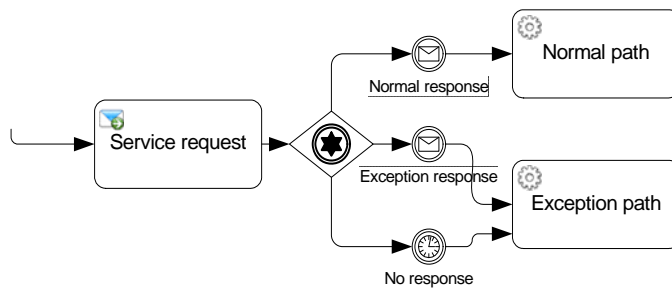 Normal path
Normal response
Service request
Exception response
Exception path
No response